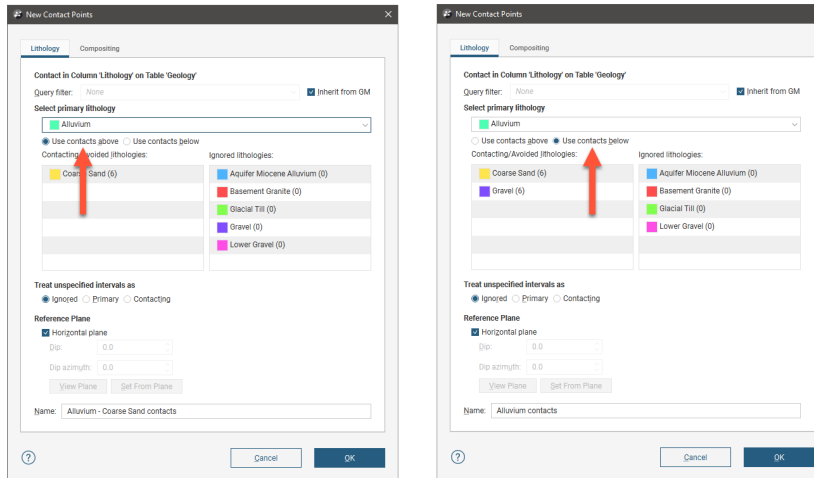 New Contact Points
Lithology Compositing
Contact in Column 'Lithology' on Table 'Geology'
Query filter: None Inherit from GM
Select primary lithology
Alluvium
Use contacts above Use contacts below
Contacting/Avoided lithologies: Ignored lithologies:
Coarse Sand (6) Aquifer Miocene Alluvium (0)
Basement Granite (0)
Glacial Till (0)
Gravel (0)
Lower Gravel (0)
Treat unspecified intervals as
Ignored Primary Contacting
Reference Plane
Horizontal plane
Dip: 0.0
Dip azimuth: 0.0
View Plane Set From Plane
Name: Alluvium - Coarse Sand contacts
? Cancel OK
New Contact Points
Lithology Compositing
Contact in Column 'Lithology' on Table 'Geology'
Query filter: None Inherit from GM
Select primary lithology
Alluvium
Use contacts above Use contacts below
Contacting/Avoided lithologies: Ignored lithologies:
Coarse Sand (6) Aquifer Miocene Alluvium (0)
Gravel (6) Basement Granite (0)
Glacial Till (0)
Lower Gravel (0)
Treat unspecified intervals as
Ignored Primary Contacting
Reference Plane
Horizontal plane
Dip: 0.0
Dip azimuth: 0.0
View Plane Set From Plane
Name: Alluvium contacts
? Cancel OK